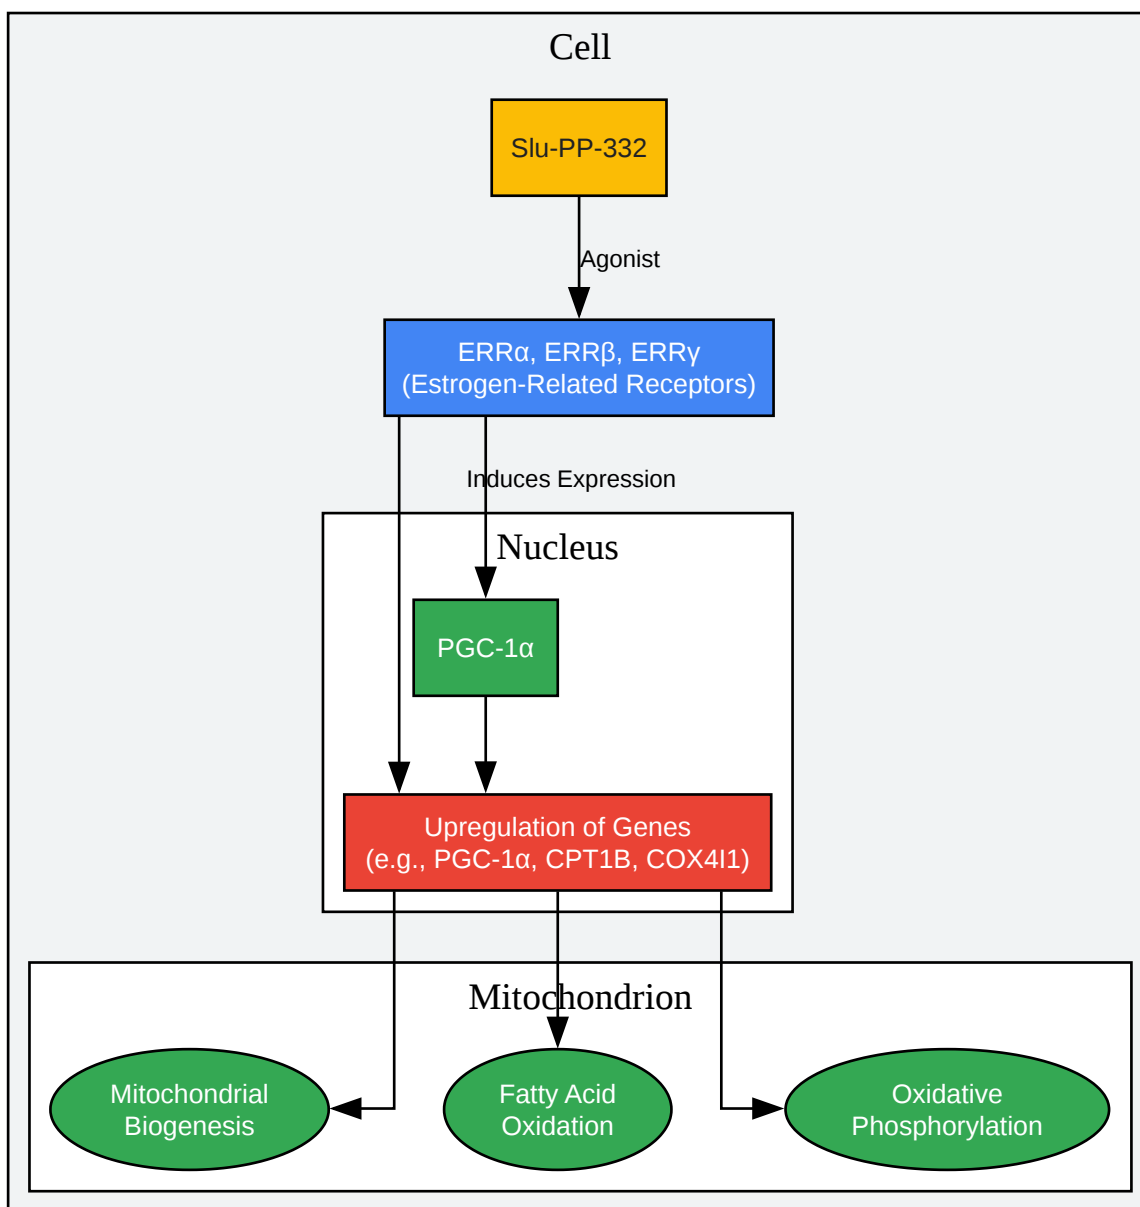 Cell
Slu-PP-332
Agonist
ERRα, ERRβ, ERRγ
(Estrogen-Related Receptors)
Induces Expression
Nucleus
PGC-1α
Upregulation of Genes
(e.g., PGC-1α, CPT1B, COX4I1)
Mitochondrion
Mitochondrial
Biogenesis
Fatty Acid
Oxidation
Oxidative
Phosphorylation